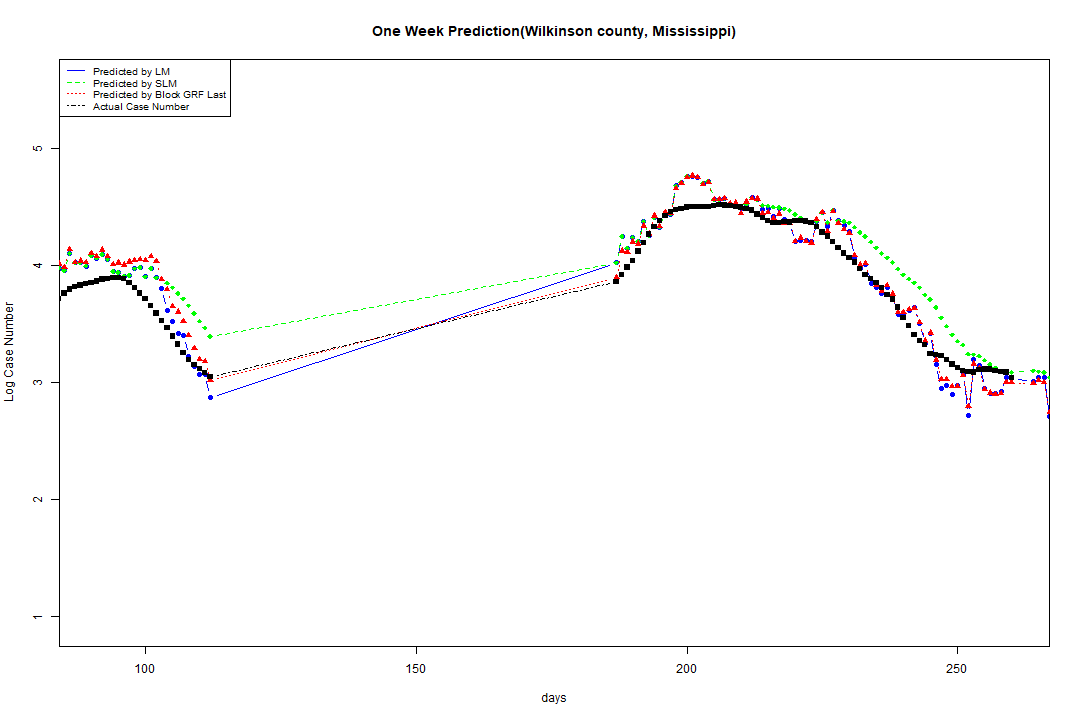 One Week Prediction(Wilkinson county, Mississippi)
Predicted by LM
Predicted by SLM
Predicted by Block GRF Last
Actual Case Number
5
4
3
2
1
Log Case Number
100 150 200 250
days